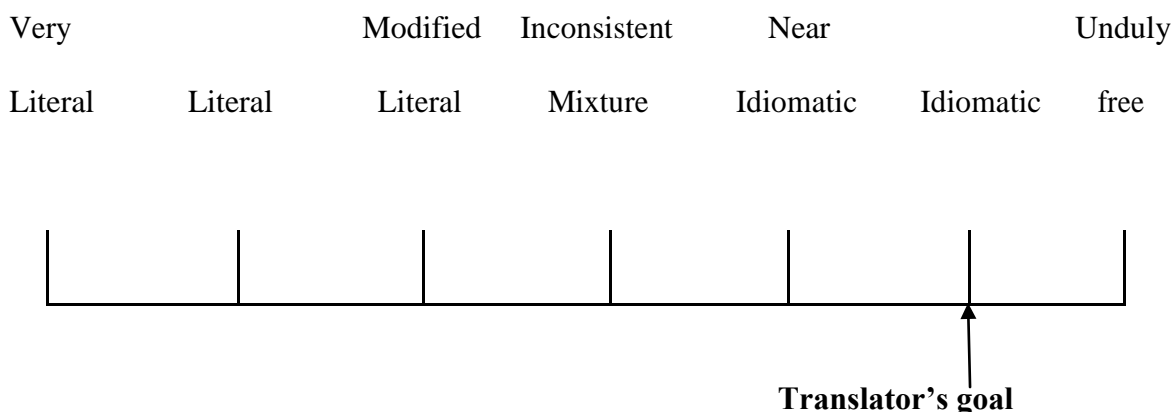 Very Modified Inconsistent Near Unduly
Literal Literal Literal Mixture Idiomatic Idiomatic free
Translator’s goal